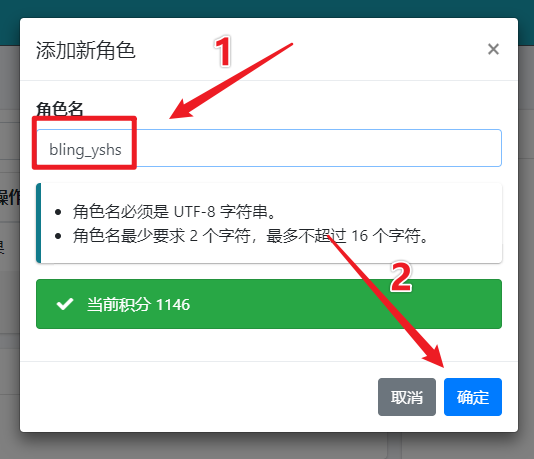 添加新角色
×
1
角色名
bling_yshs
角色名必须是 UTF-8 字符串。
角色名最少要求 2 个字符，最多不超过 16 个字符。
2
当前积分 1146
取消
确定
操作